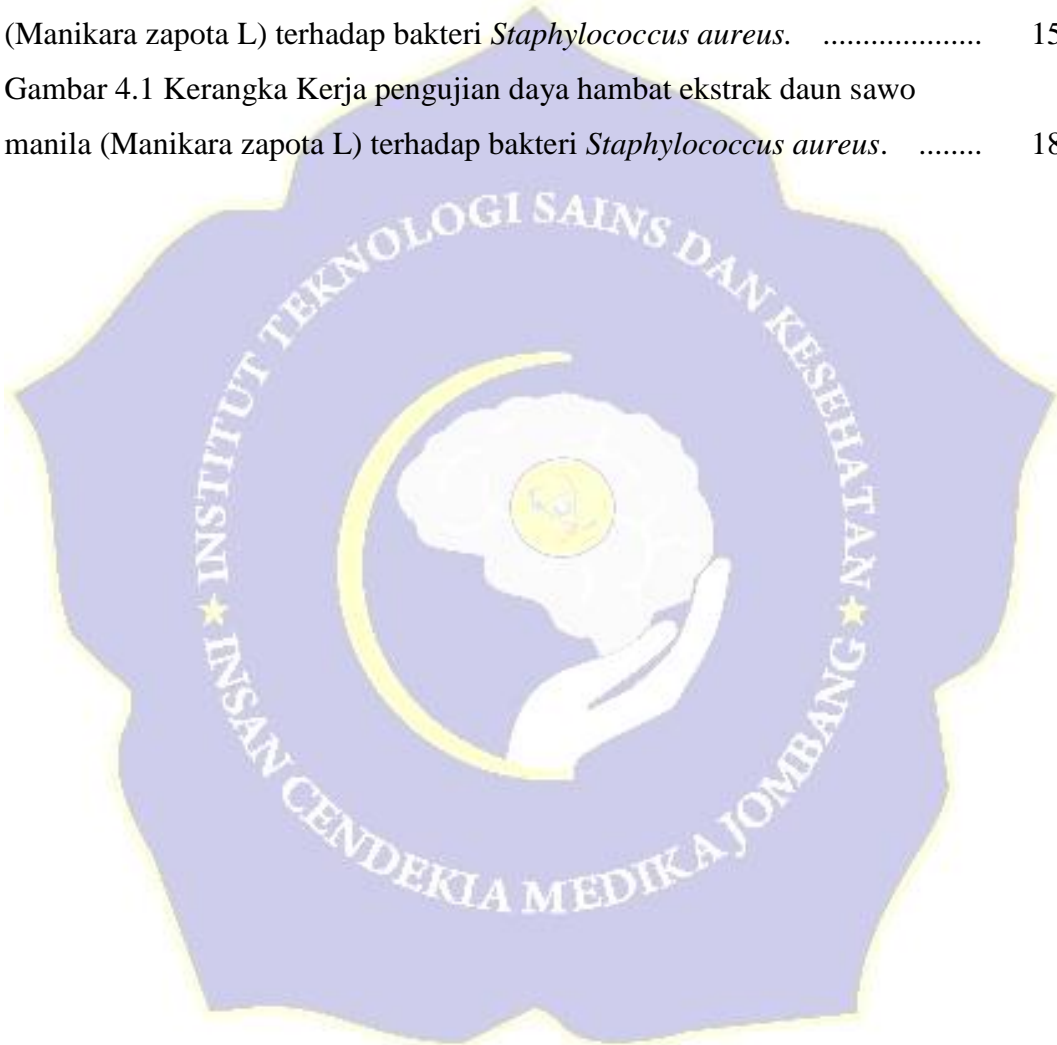 (Manikara zapota L) terhadap bakteri Staphylococcus aureus. .................... 15
Gambar 4.1 Kerangka Kerja pengujian daya hambat ekstrak daun sawo
manila (Manikara zapota L) terhadap bakteri Staphylococcus aureus. ........ 18
INSTITUT TEKNOLOGI SAINS DAN KESEHATAN
INSAN CENDEKIA MEDIKA JOMBANG